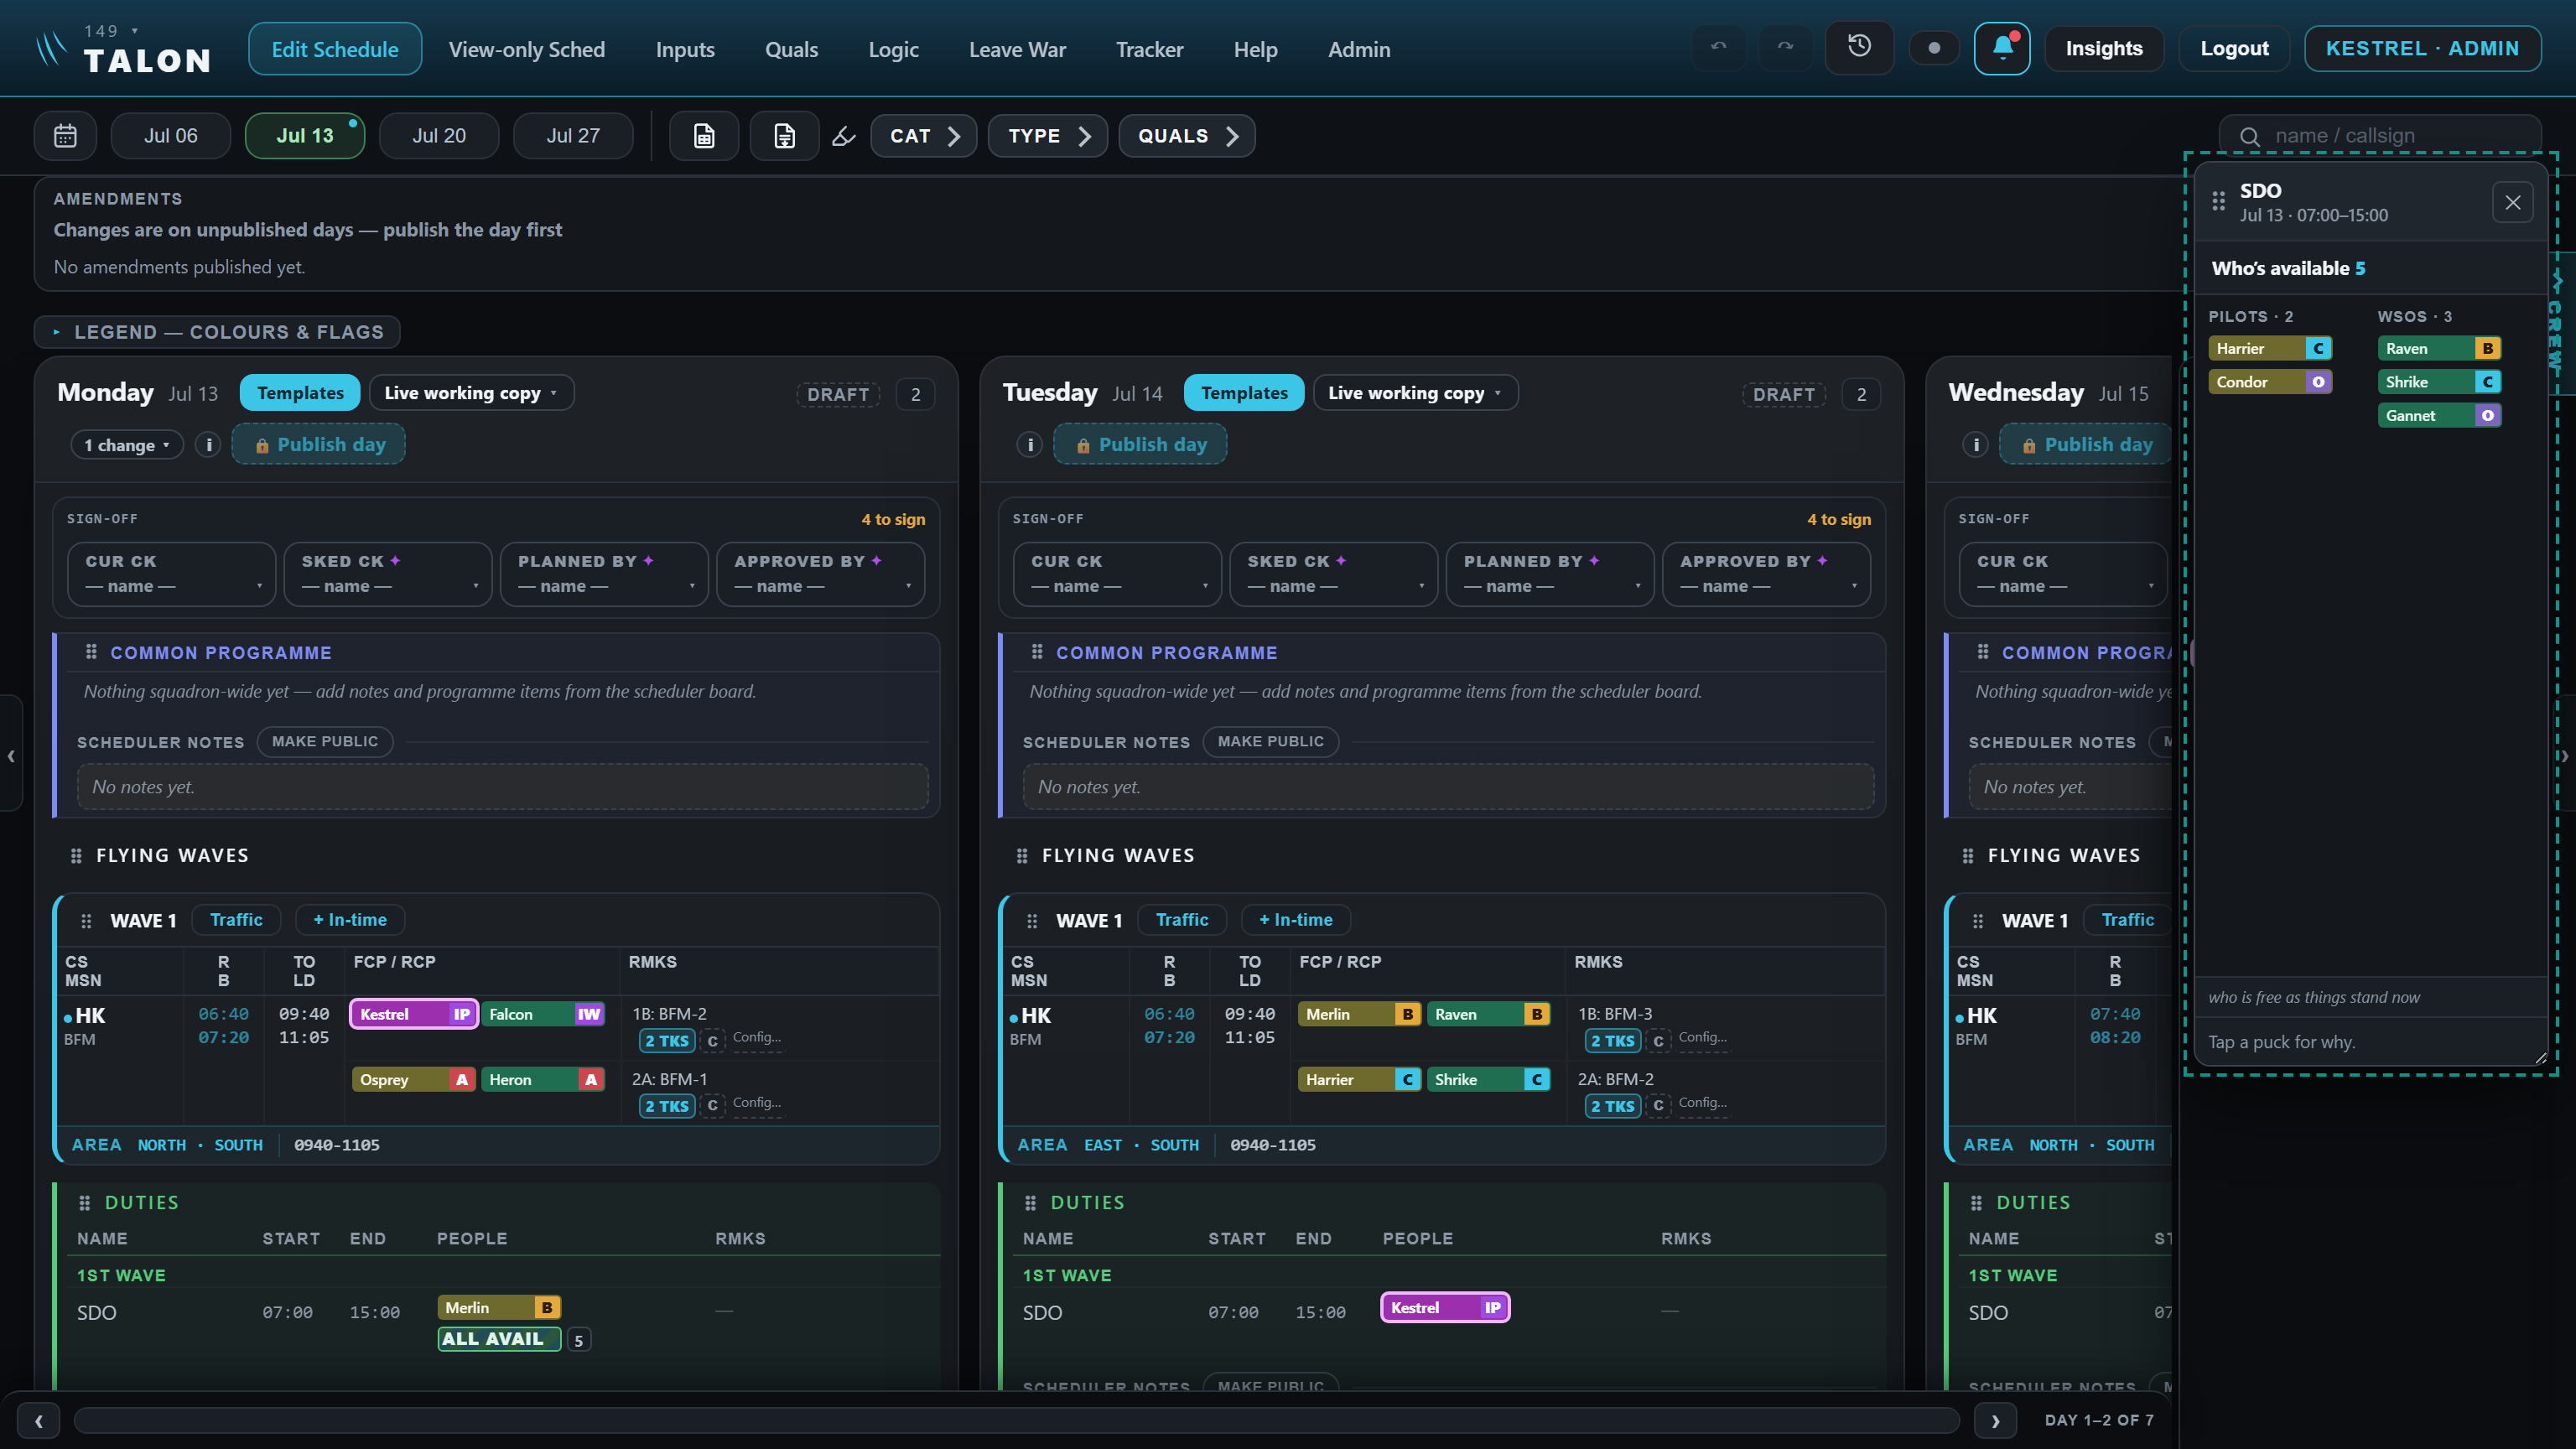 149 ▾
TALON
Edit Schedule
View-only Sched
Inputs
Quals
Logic
Leave War
Tracker
Help
Admin
Insights
Logout
KESTREL · ADMIN
Jul 06
Jul 13
Jul 20
Jul 27
CAT
TYPE
QUALS
name / callsign
AMENDMENTS
Changes are on unpublished days — publish the day first
No amendments published yet.
LEGEND — COLOURS & FLAGS
Monday Jul 13 Templates Live working copy ▾ DRAFT 2
1 change ▾ i Publish day
SIGN-OFF 4 to sign
CUR CK
— name —
SKED CK ✦
— name —
PLANNED BY ✦
— name —
APPROVED BY ✦
— name —
COMMON PROGRAMME
Nothing squadron-wide yet — add notes and programme items from the scheduler board.
SCHEDULER NOTES MAKE PUBLIC
No notes yet.
FLYING WAVES
WAVE 1 Traffic + In-time
CS R TO FCP / RCP RMKS
MSN B LD
HK 06:40 09:40 Kestrel IP Falcon IW 1B: BFM-2
BFM 07:20 11:05 2 TKS C Config...
Osprey A Heron A 2A: BFM-1
2 TKS C Config...
AREA NORTH · SOUTH 0940-1105
DUTIES
NAME START END PEOPLE RMKS
1ST WAVE
SDO 07:00 15:00 Merlin B —
ALL AVAIL 5
Tuesday Jul 14 Templates Live working copy ▾ DRAFT 2
i Publish day
SIGN-OFF 4 to sign
CUR CK
— name —
SKED CK ✦
— name —
PLANNED BY ✦
— name —
APPROVED BY ✦
— name —
COMMON PROGRAMME
Nothing squadron-wide yet — add notes and programme items from the scheduler board.
SCHEDULER NOTES MAKE PUBLIC
No notes yet.
FLYING WAVES
WAVE 1 Traffic + In-time
CS R TO FCP / RCP RMKS
MSN B LD
HK 07:40 09:40 Merlin B Raven B 1B: BFM-3
BFM 07:20 11:05 2 TKS C Config...
Harrier C Shrike C 2A: BFM-2
2 TKS C Config...
AREA EAST · SOUTH 0940-1105
DUTIES
NAME START END PEOPLE RMKS
1ST WAVE
SDO 07:00 15:00 Kestrel IP —
SCHEDULER NOTES MAKE PUBLIC
Wednesday Jul 15
i Publish day
SIGN-OFF
CUR CK
— name —
COMMON PROGRA
Nothing squadron-wide ye
SCHEDULER NOTES M
No notes yet.
FLYING WAVES
WAVE 1 Traffic
CS R
MSN B
HK 07:40
BFM 08:20
AREA NORTH · SOUTH
DUTIES
NAME ST
1ST WAVE
SDO 07
SCHEDULER NOTES M
SDO
Jul 13 · 07:00–15:00
Who's available 5
PILOTS · 2
Harrier C
Condor O
WSOS · 3
Raven B
Shrike C
Gannet O
who is free as things stand now
Tap a puck for why.
CREW
DAY 1–2 OF 7